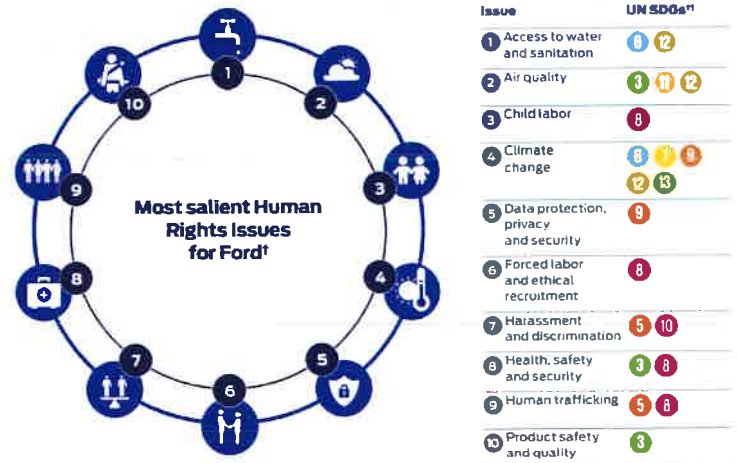 Most salient Human
Rights Issues
for Ford†
1
2
3
4
5
6
7
8
9
10
Issue UN SDGs††
1 Access to water
and sanitation 6 12
2 Air quality 3 11 12
3 Child labor 8
4 Climate
change 6 7 9
12 13
5 Data protection,
privacy
and security 9
6 Forced labor
and ethical
recruitment 8
7 Harassment
and discrimination 5 10
8 Health, safety
and security 3 8
9 Human trafficking 5 8
10 Product safety
and quality 3